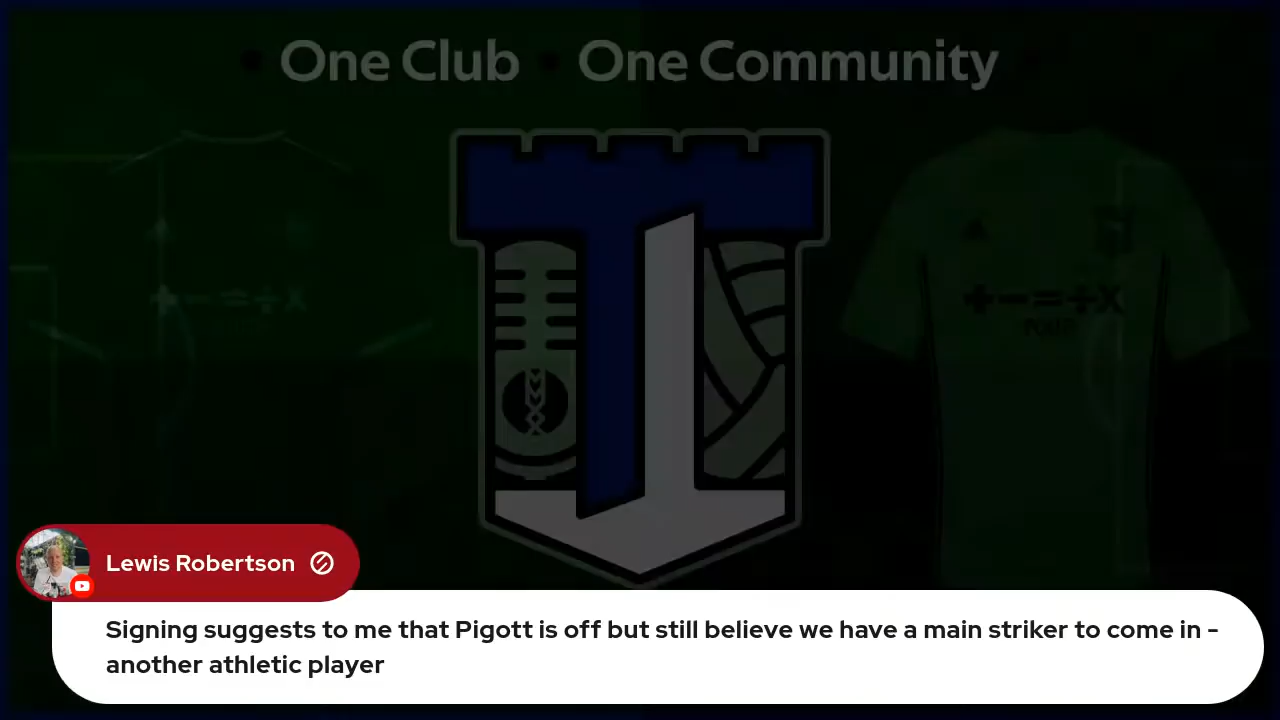 • One Club • One Community •
+−=÷×
+−=÷×
TOUR
Lewis Robertson
Signing suggests to me that Pigott is off but still believe we have a main striker to come in -
another athletic player